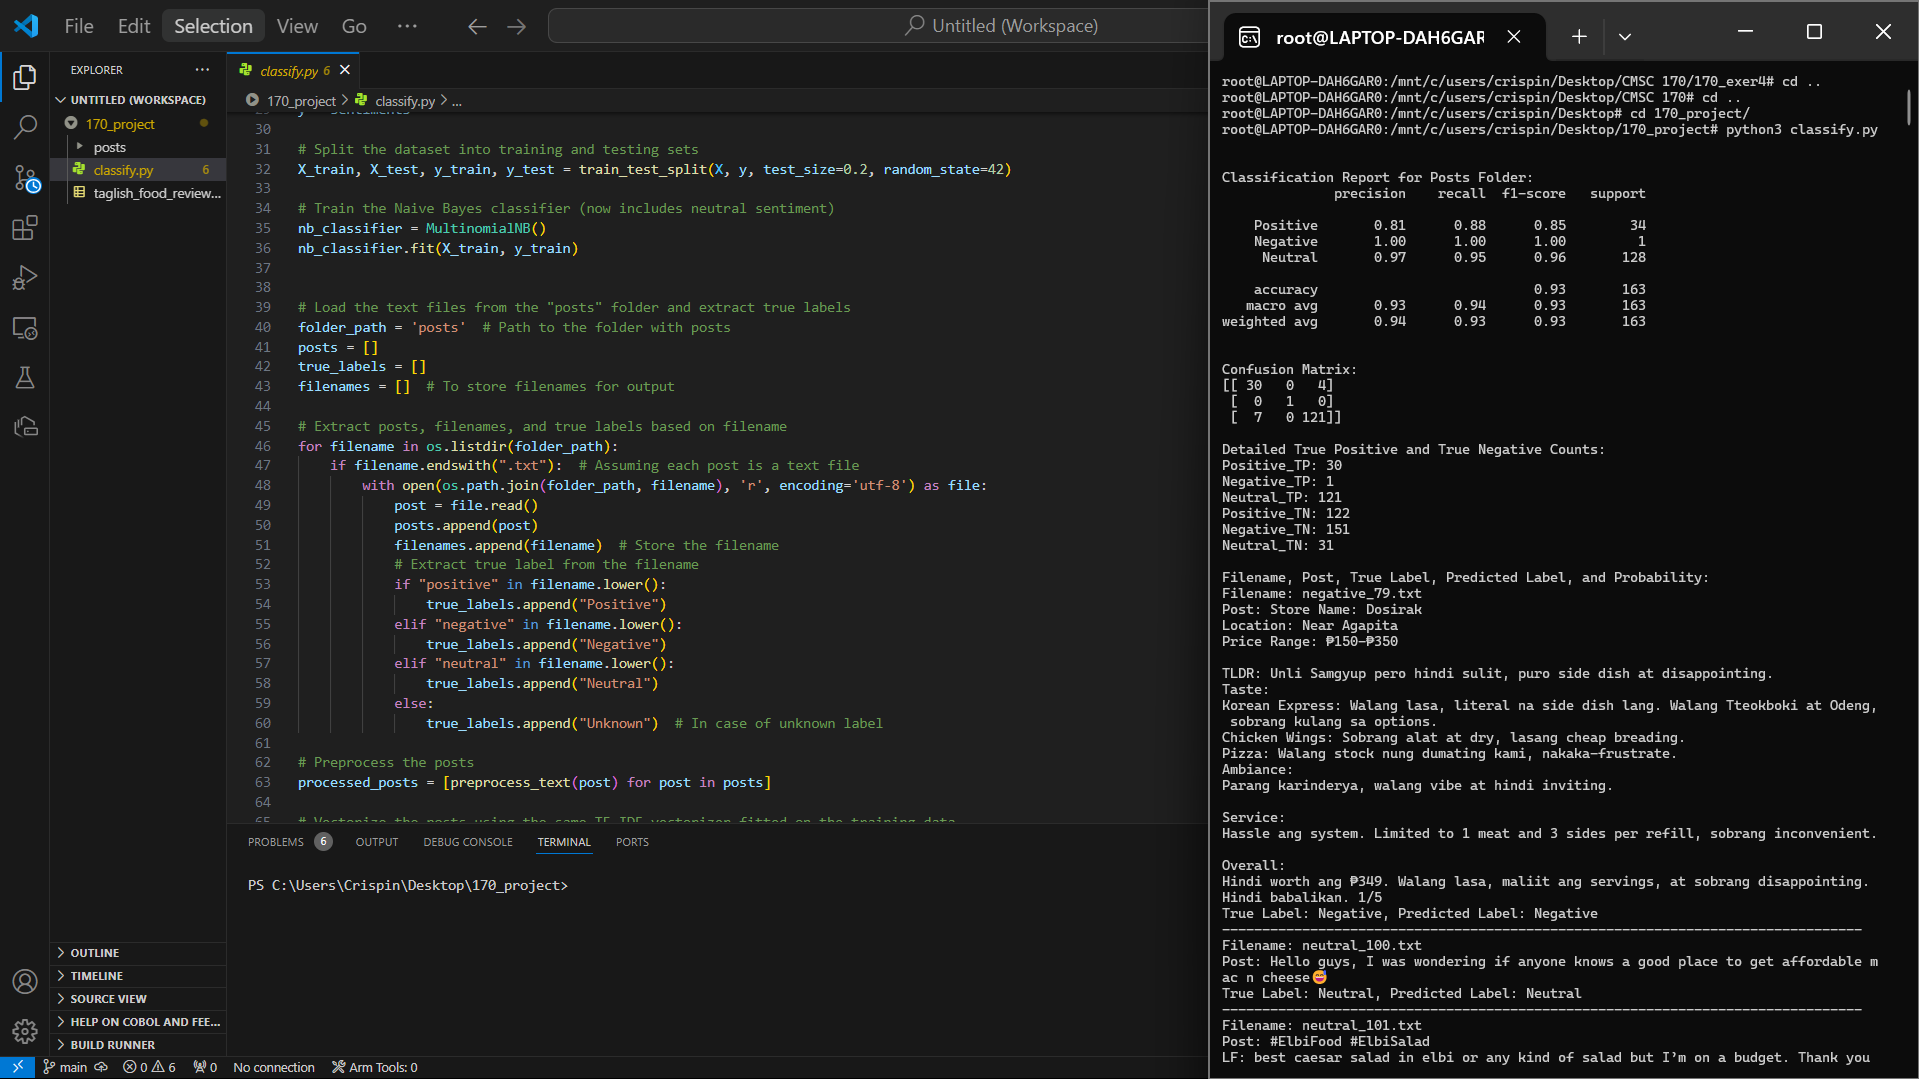 File Edit Selection View Go ··· Untitled (Workspace)
EXPLORER
UNTITLED (WORKSPACE)
170_project
posts
classify.py 6
taglish_food_review...
OUTLINE
TIMELINE
SOURCE VIEW
HELP ON COBOL AND FEE...
BUILD RUNNER
classify.py 6
170_project > classify.py > ...
30
31 # Split the dataset into training and testing sets
32 X_train, X_test, y_train, y_test = train_test_split(X, y, test_size=0.2, random_state=42)
33
34 # Train the Naive Bayes classifier (now includes neutral sentiment)
35 nb_classifier = MultinomialNB()
36 nb_classifier.fit(X_train, y_train)
37
38
39 # Load the text files from the "posts" folder and extract true labels
40 folder_path = 'posts'  # Path to the folder with posts
41 posts = []
42 true_labels = []
43 filenames = []  # To store filenames for output
44
45 # Extract posts, filenames, and true labels based on filename
46 for filename in os.listdir(folder_path):
47     if filename.endswith(".txt"):  # Assuming each post is a text file
48         with open(os.path.join(folder_path, filename), 'r', encoding='utf-8') as file:
49             post = file.read()
50             posts.append(post)
51             filenames.append(filename)  # Store the filename
52             # Extract true label from the filename
53             if "positive" in filename.lower():
54                 true_labels.append("Positive")
55             elif "negative" in filename.lower():
56                 true_labels.append("Negative")
57             elif "neutral" in filename.lower():
58                 true_labels.append("Neutral")
59             else:
60                 true_labels.append("Unknown")  # In case of unknown label
61
62 # Preprocess the posts
63 processed_posts = [preprocess_text(post) for post in posts]
64
PROBLEMS 6 OUTPUT DEBUG CONSOLE TERMINAL PORTS
PS C:\Users\Crispin\Desktop\170_project>
main 0 6 0 No connection Arm Tools: 0
root@LAPTOP-DAH6GAR
root@LAPTOP-DAH6GAR0:/mnt/c/users/crispin/Desktop/CMSC 170/170_exer4# cd ..
root@LAPTOP-DAH6GAR0:/mnt/c/users/crispin/Desktop/CMSC 170# cd ..
root@LAPTOP-DAH6GAR0:/mnt/c/users/crispin/Desktop# cd 170_project/
root@LAPTOP-DAH6GAR0:/mnt/c/users/crispin/Desktop/170_project# python3 classify.py
Classification Report for Posts Folder:
precision recall f1-score support
Positive 0.81 0.88 0.85 34
Negative 1.00 1.00 1.00 1
Neutral 0.97 0.95 0.96 128
accuracy 0.93 163
macro avg 0.93 0.94 0.93 163
weighted avg 0.94 0.93 0.93 163
Confusion Matrix:
[[ 30   0   4]
 [  0   1   0]
 [  7   0 121]]
Detailed True Positive and True Negative Counts:
Positive_TP: 30
Negative_TP: 1
Neutral_TP: 121
Positive_TN: 122
Negative_TN: 151
Neutral_TN: 31
Filename, Post, True Label, Predicted Label, and Probability:
Filename: negative_79.txt
Post: Store Name: Dosirak
Location: Near Agapita
Price Range: ₱150-₱350
TLDR: Unli Samgyup pero hindi sulit, puro side dish at disappointing.
Taste:
Korean Express: Walang lasa, literal na side dish lang. Walang Tteokboki at Odeng,
 sobrang kulang sa options.
Chicken Wings: Sobrang alat at dry, lasang cheap breading.
Pizza: Walang stock nung dumating kami, nakaka-frustrate.
Ambiance:
Parang karinderya, walang vibe at hindi inviting.
Service:
Hassle ang system. Limited to 1 meat and 3 sides per refill, sobrang inconvenient.
Overall:
Hindi worth ang ₱349. Walang lasa, maliit ang servings, at sobrang disappointing.
Hindi babalikan. 1/5
True Label: Negative, Predicted Label: Negative
--------------------------------------------------------------------------------
Filename: neutral_100.txt
Post: Hello guys, I was wondering if anyone knows a good place to get affordable m
ac n cheese😅
True Label: Neutral, Predicted Label: Neutral
--------------------------------------------------------------------------------
Filename: neutral_101.txt
Post: #ElbiFood #ElbiSalad
LF: best caesar salad in elbi or any kind of salad but I’m on a budget. Thank you